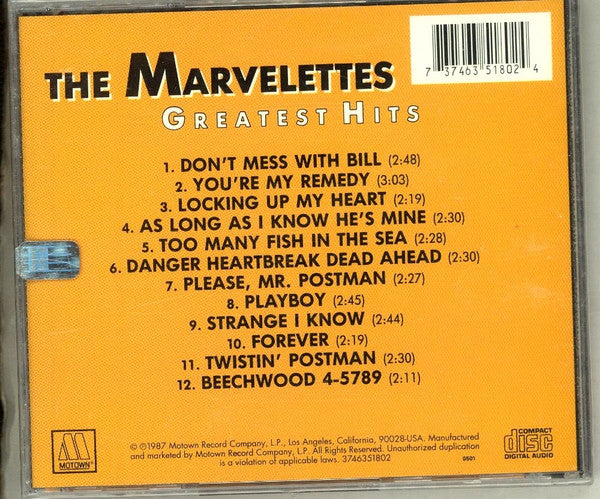 7 37463 51802 4
THE MARVELETTES
GREATEST HITS
1. DON'T MESS WITH BILL (2:48)
2. YOU'RE MY REMEDY (3:03)
3. LOCKING UP MY HEART (2:19)
4. AS LONG AS I KNOW HE'S MINE (2:30)
5. TOO MANY FISH IN THE SEA (2:28)
6. DANGER HEARTBREAK DEAD AHEAD (2:30)
7. PLEASE, MR. POSTMAN (2:27)
8. PLAYBOY (2:45)
9. STRANGE I KNOW (2:44)
10. FOREVER (2:19)
11. TWISTIN' POSTMAN (2:30)
12. BEECHWOOD 4-5789 (2:11)
M
MOTOWN
© ℗1987 Motown Record Company, L.P., Los Angeles, California, 90028-USA. Manufactured
and marketed by Motown Record Company, L.P. All Rights Reserved. Unauthorized duplication
is a violation of applicable laws. 3746351802
0501
COMPACT
disc
DIGITAL AUDIO